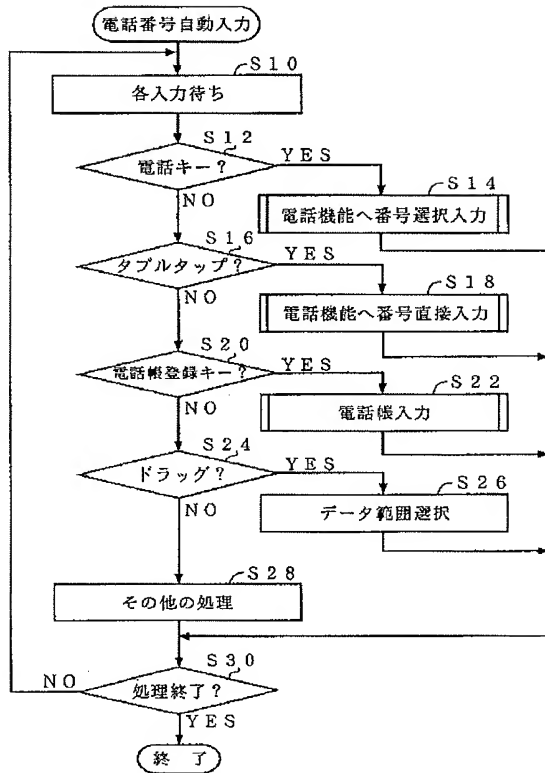 電話番号自動入力
S10
各入力待ち
S12
電話キー?
YES
NO
S14
電話機能へ番号選択入力
S16
タブルタップ?
YES
NO
S18
電話機能へ番号直接入力
S20
電話帳登録キー?
YES
NO
S22
電話帳入力
S24
ドラッグ?
YES
NO
S26
データ範囲選択
S28
その他の処理
S30
処理終了?
NO
YES
終 了